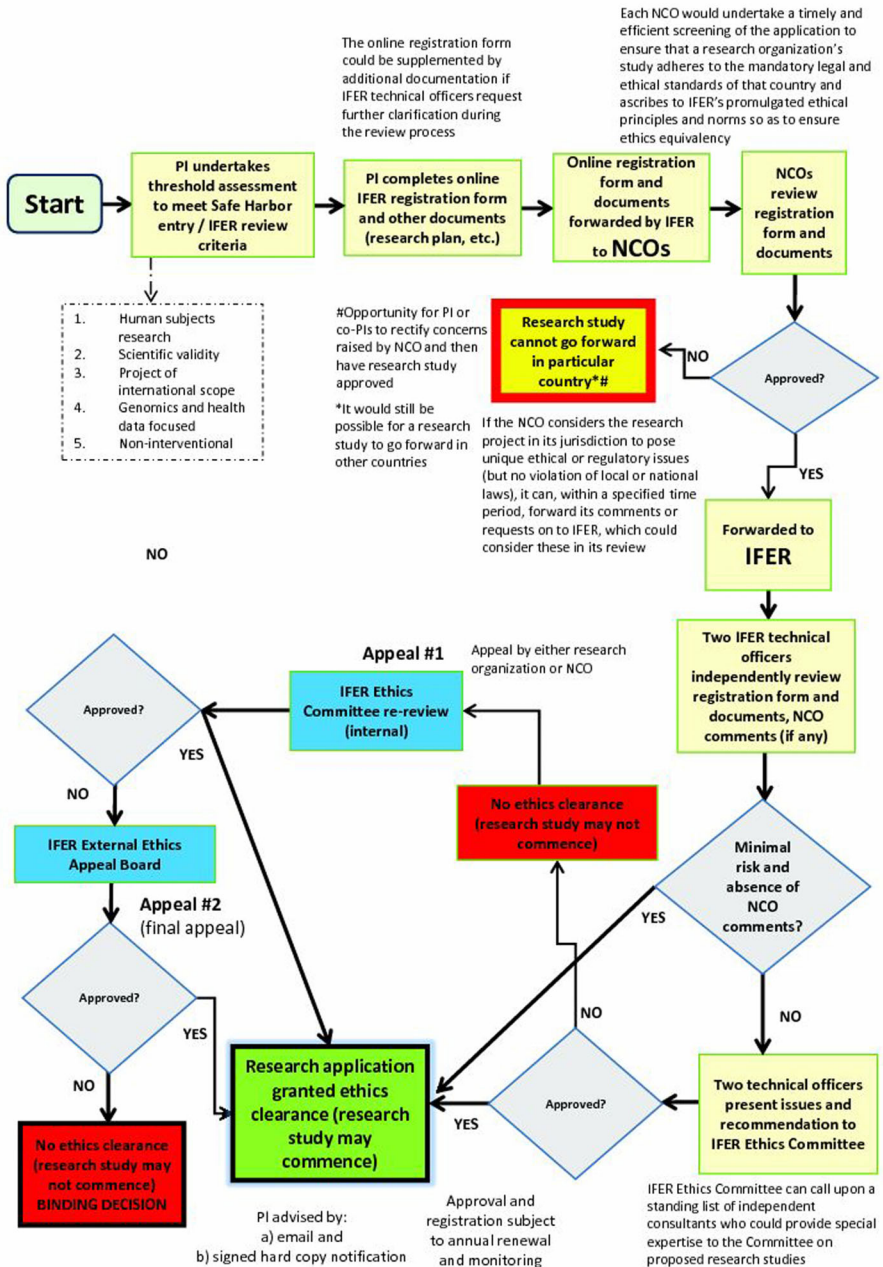 Each NCO would undertake a timely and
efficient screening of the application to
ensure that a research organization's
study adheres to the mandatory legal and
ethical standards of that country and
ascribes to IFER's promulgated ethical
principles and norms so as to ensure
ethics equivalency
The online registration form
could be supplemented by
additional documentation if
IFER technical officers request
further clarification during
the review process
Start
PI undertakes
threshold assessment
to meet Safe Harbor
entry / IFER review
criteria
PI completes online
IFER registration form
and other documents
(research plan, etc.)
Online registration
form and
documents
forwarded by IFER
to NCOs
NCOs
review
registration
form and
documents
1. Human subjects
research
2. Scientific validity
3. Project of
international scope
4. Genomics and health
data focused
5. Non-interventional
#Opportunity for PI or
co-PIs to rectify concerns
raised by NCO and then
have research study
approved
*It would still be
possible for a research
study to go forward in
other countries
Research study
cannot go forward
in particular
country*#
NO
Approved?
YES
If the NCO considers the research
project in its jurisdiction to pose
unique ethical or regulatory issues
(but no violation of local or national
laws), it can, within a specified time
period, forward its comments or
requests on to IFER, which could
consider these in its review
Forwarded to
IFER
NO
Two IFER technical
officers
independently review
registration form and
documents, NCO
comments (if any)
Appeal #1
Appeal by either research
organization or NCO
IFER Ethics
Committee re-review
(internal)
Approved?
YES
NO
No ethics clearance
(research study may not
commence)
IFER External Ethics
Appeal Board
Minimal
risk and
absence of
NCO
comments?
YES
NO
Appeal #2
(final appeal)
Approved?
YES
NO
NO
Research application
granted ethics
clearance (research
study may
commence)
YES
Approved?
Two technical officers
present issues and
recommendation to
IFER Ethics Committee
No ethics clearance
(research study may
not commence)
BINDING DECISION
PI advised by:
a) email and
b) signed hard copy notification
Approval and
registration subject
to annual renewal
and monitoring
IFER Ethics Committee can call upon a
standing list of independent
consultants who could provide special
expertise to the Committee on
proposed research studies